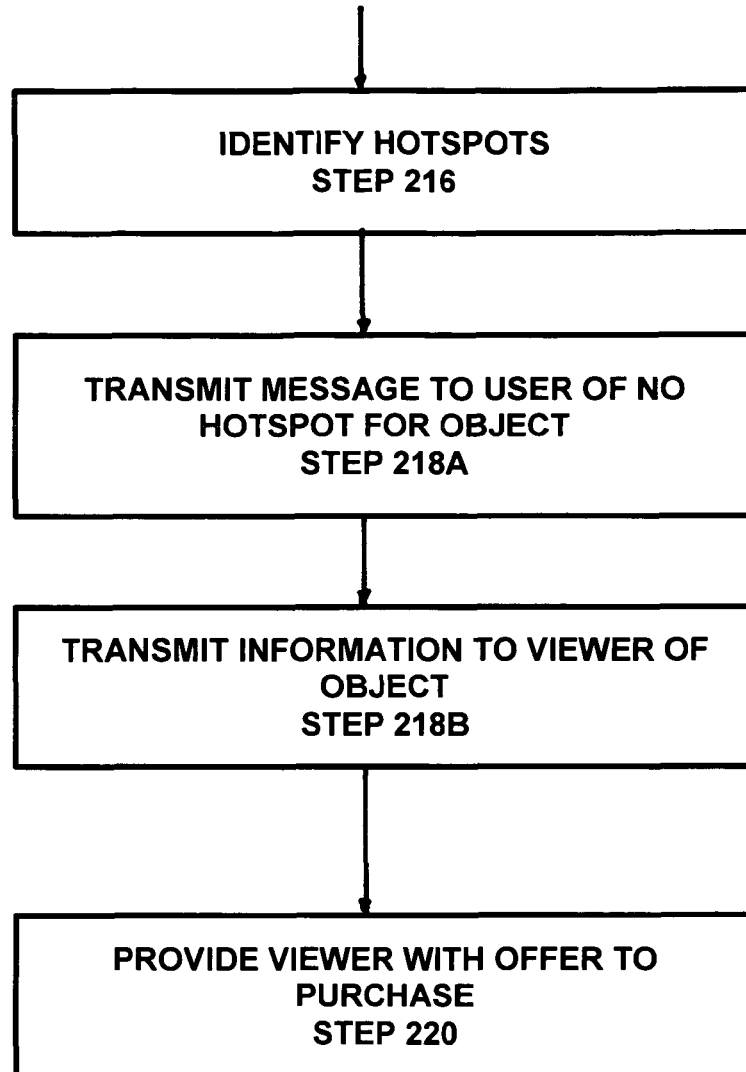 IDENTIFY HOTSPOTS
STEP 216
TRANSMIT MESSAGE TO USER OF NO
HOTSPOT FOR OBJECT
STEP 218A
TRANSMIT INFORMATION TO VIEWER OF
OBJECT
STEP 218B
PROVIDE VIEWER WITH OFFER TO
PURCHASE
STEP 220